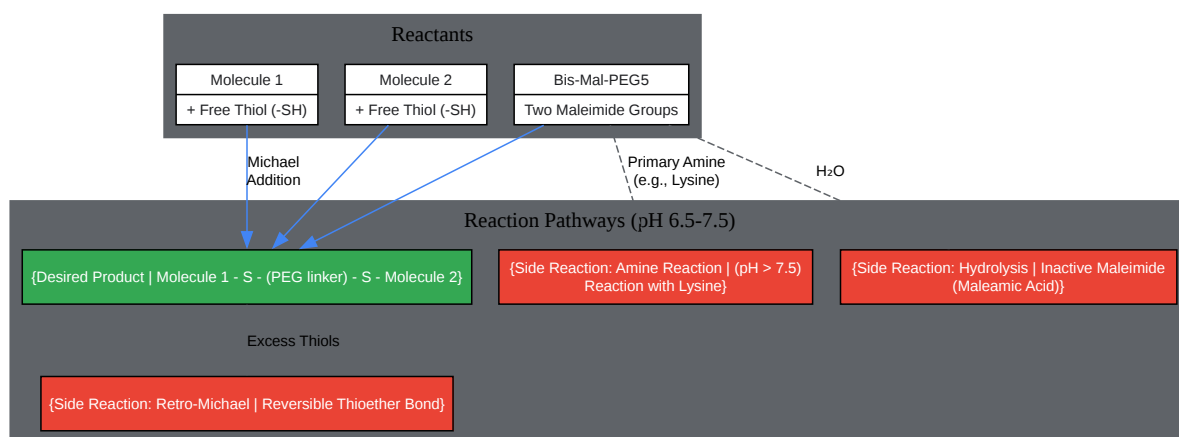 Reactants
Molecule 1
+ Free Thiol (-SH)
Molecule 2
+ Free Thiol (-SH)
Bis-Mal-PEG5
Two Maleimide Groups
Michael
Addition
Primary Amine
(e.g., Lysine)
H₂O
Reaction Pathways (pH 6.5-7.5)
{Desired Product | Molecule 1 - S - (PEG linker) - S - Molecule 2}
{Side Reaction: Amine Reaction | (pH > 7.5)
Reaction with Lysine}
{Side Reaction: Hydrolysis | Inactive Maleimide
(Maleamic Acid)}
Excess Thiols
{Side Reaction: Retro-Michael | Reversible Thioether Bond}